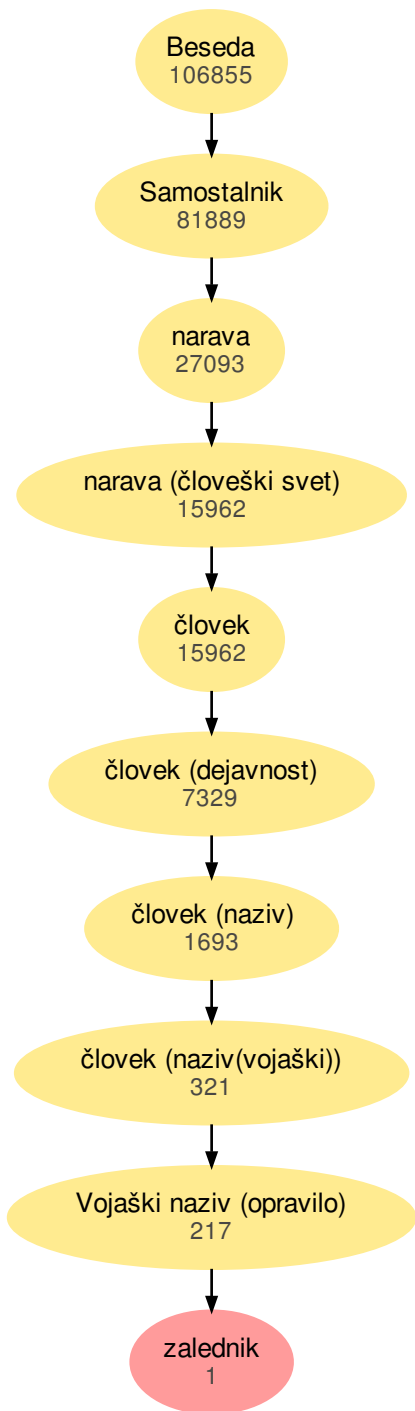 Beseda
106855
Samostalnik
81889
narava
27093
narava (človeški svet)
15962
človek
15962
človek (dejavnost)
7329
človek (naziv)
1693
človek (naziv(vojaški))
321
Vojaški naziv (opravilo)
217
zalednik
1